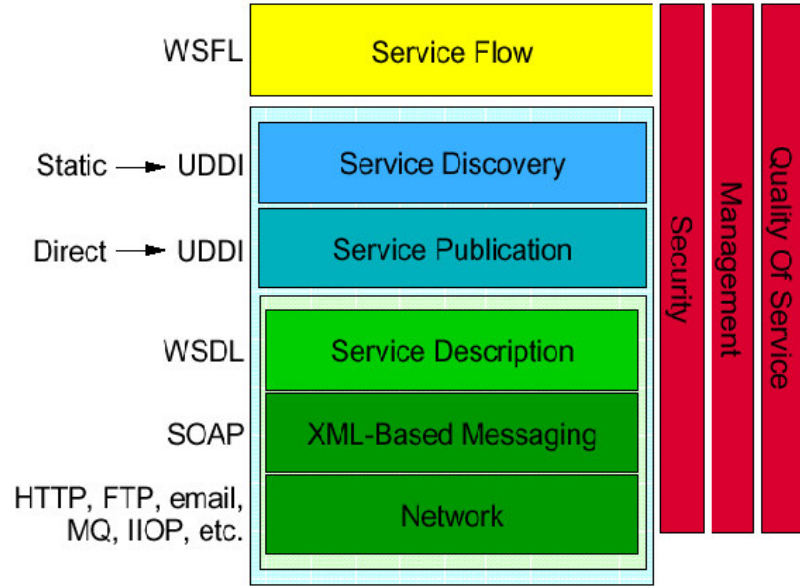 WSFL
Service Flow
Static
UDDI
Service Discovery
Direct
UDDI
Service Publication
WSDL
Service Description
SOAP
XML-Based Messaging
HTTP, FTP, email,
MQ, IIOP, etc.
Network
Security
Management
Quality Of Service